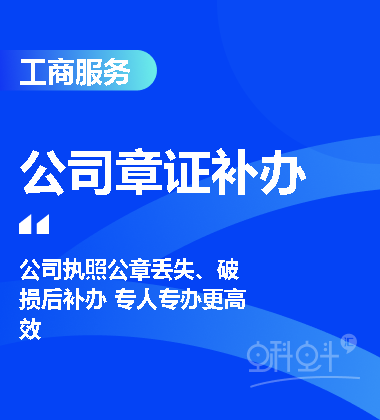 工商服务
公司章证补办
公司执照公章丢失、破
损后补办 专人专办更高
效